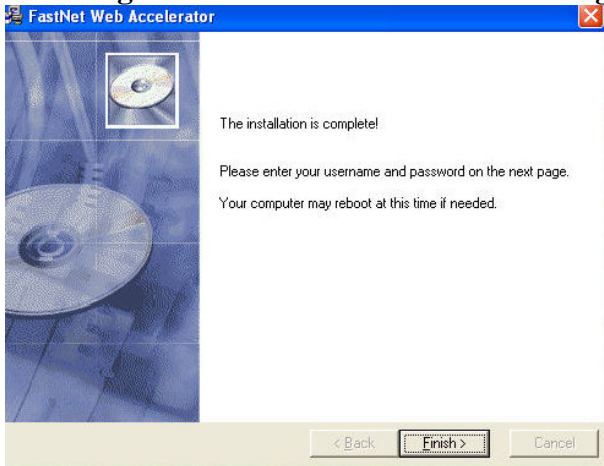 FastNet Web Accelerator
The installation is complete!
Please enter your username and password on the next page.
Your computer may reboot at this time if needed.
< Back
Finish >
Cancel